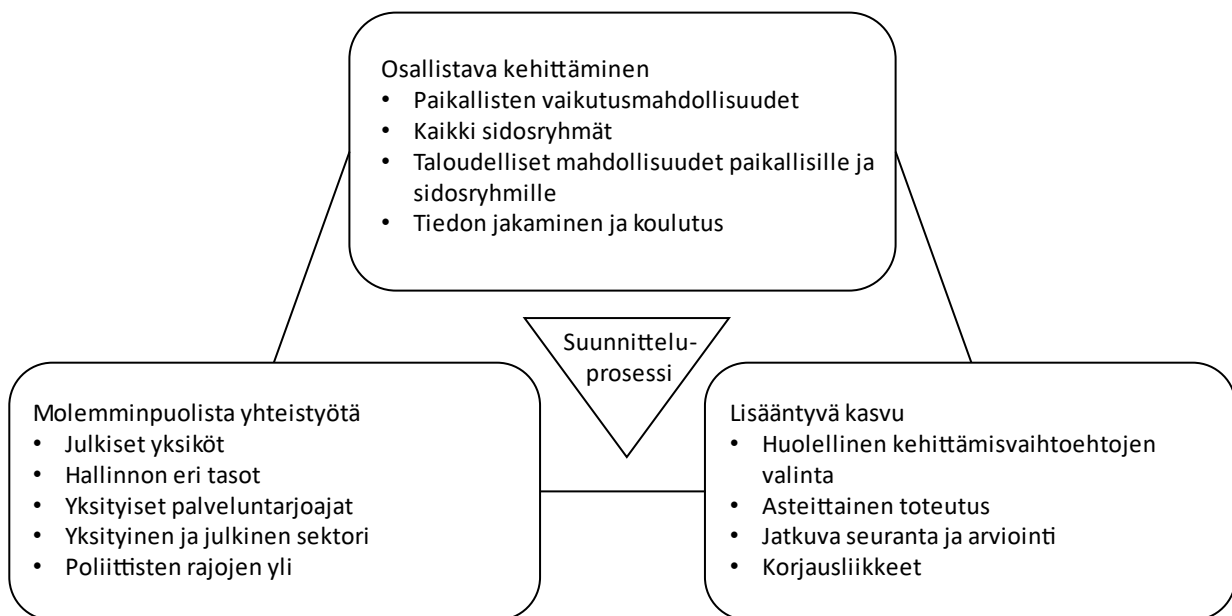 Osallistava kehittäminen
• Paikallisten vaikutusmahdollisuudet
• Kaikki sidosryhmät
• Taloudelliset mahdollisuudet paikallisille ja
sidosryhmille
• Tiedon jakaminen ja koulutus
Suunnittelu-
prosessi
Molemminpuolista yhteistyötä
• Julkiset yksiköt
• Hallinnon eri tasot
• Yksityiset palveluntarjoajat
• Yksityinen ja julkinen sektori
• Poliittisten rajojen yli
Lisääntyvä kasvu
• Huolellinen kehittämisvaihtoehtojen
valinta
• Asteittainen toteutus
• Jatkuva seuranta ja arviointi
• Korjausliikkeet